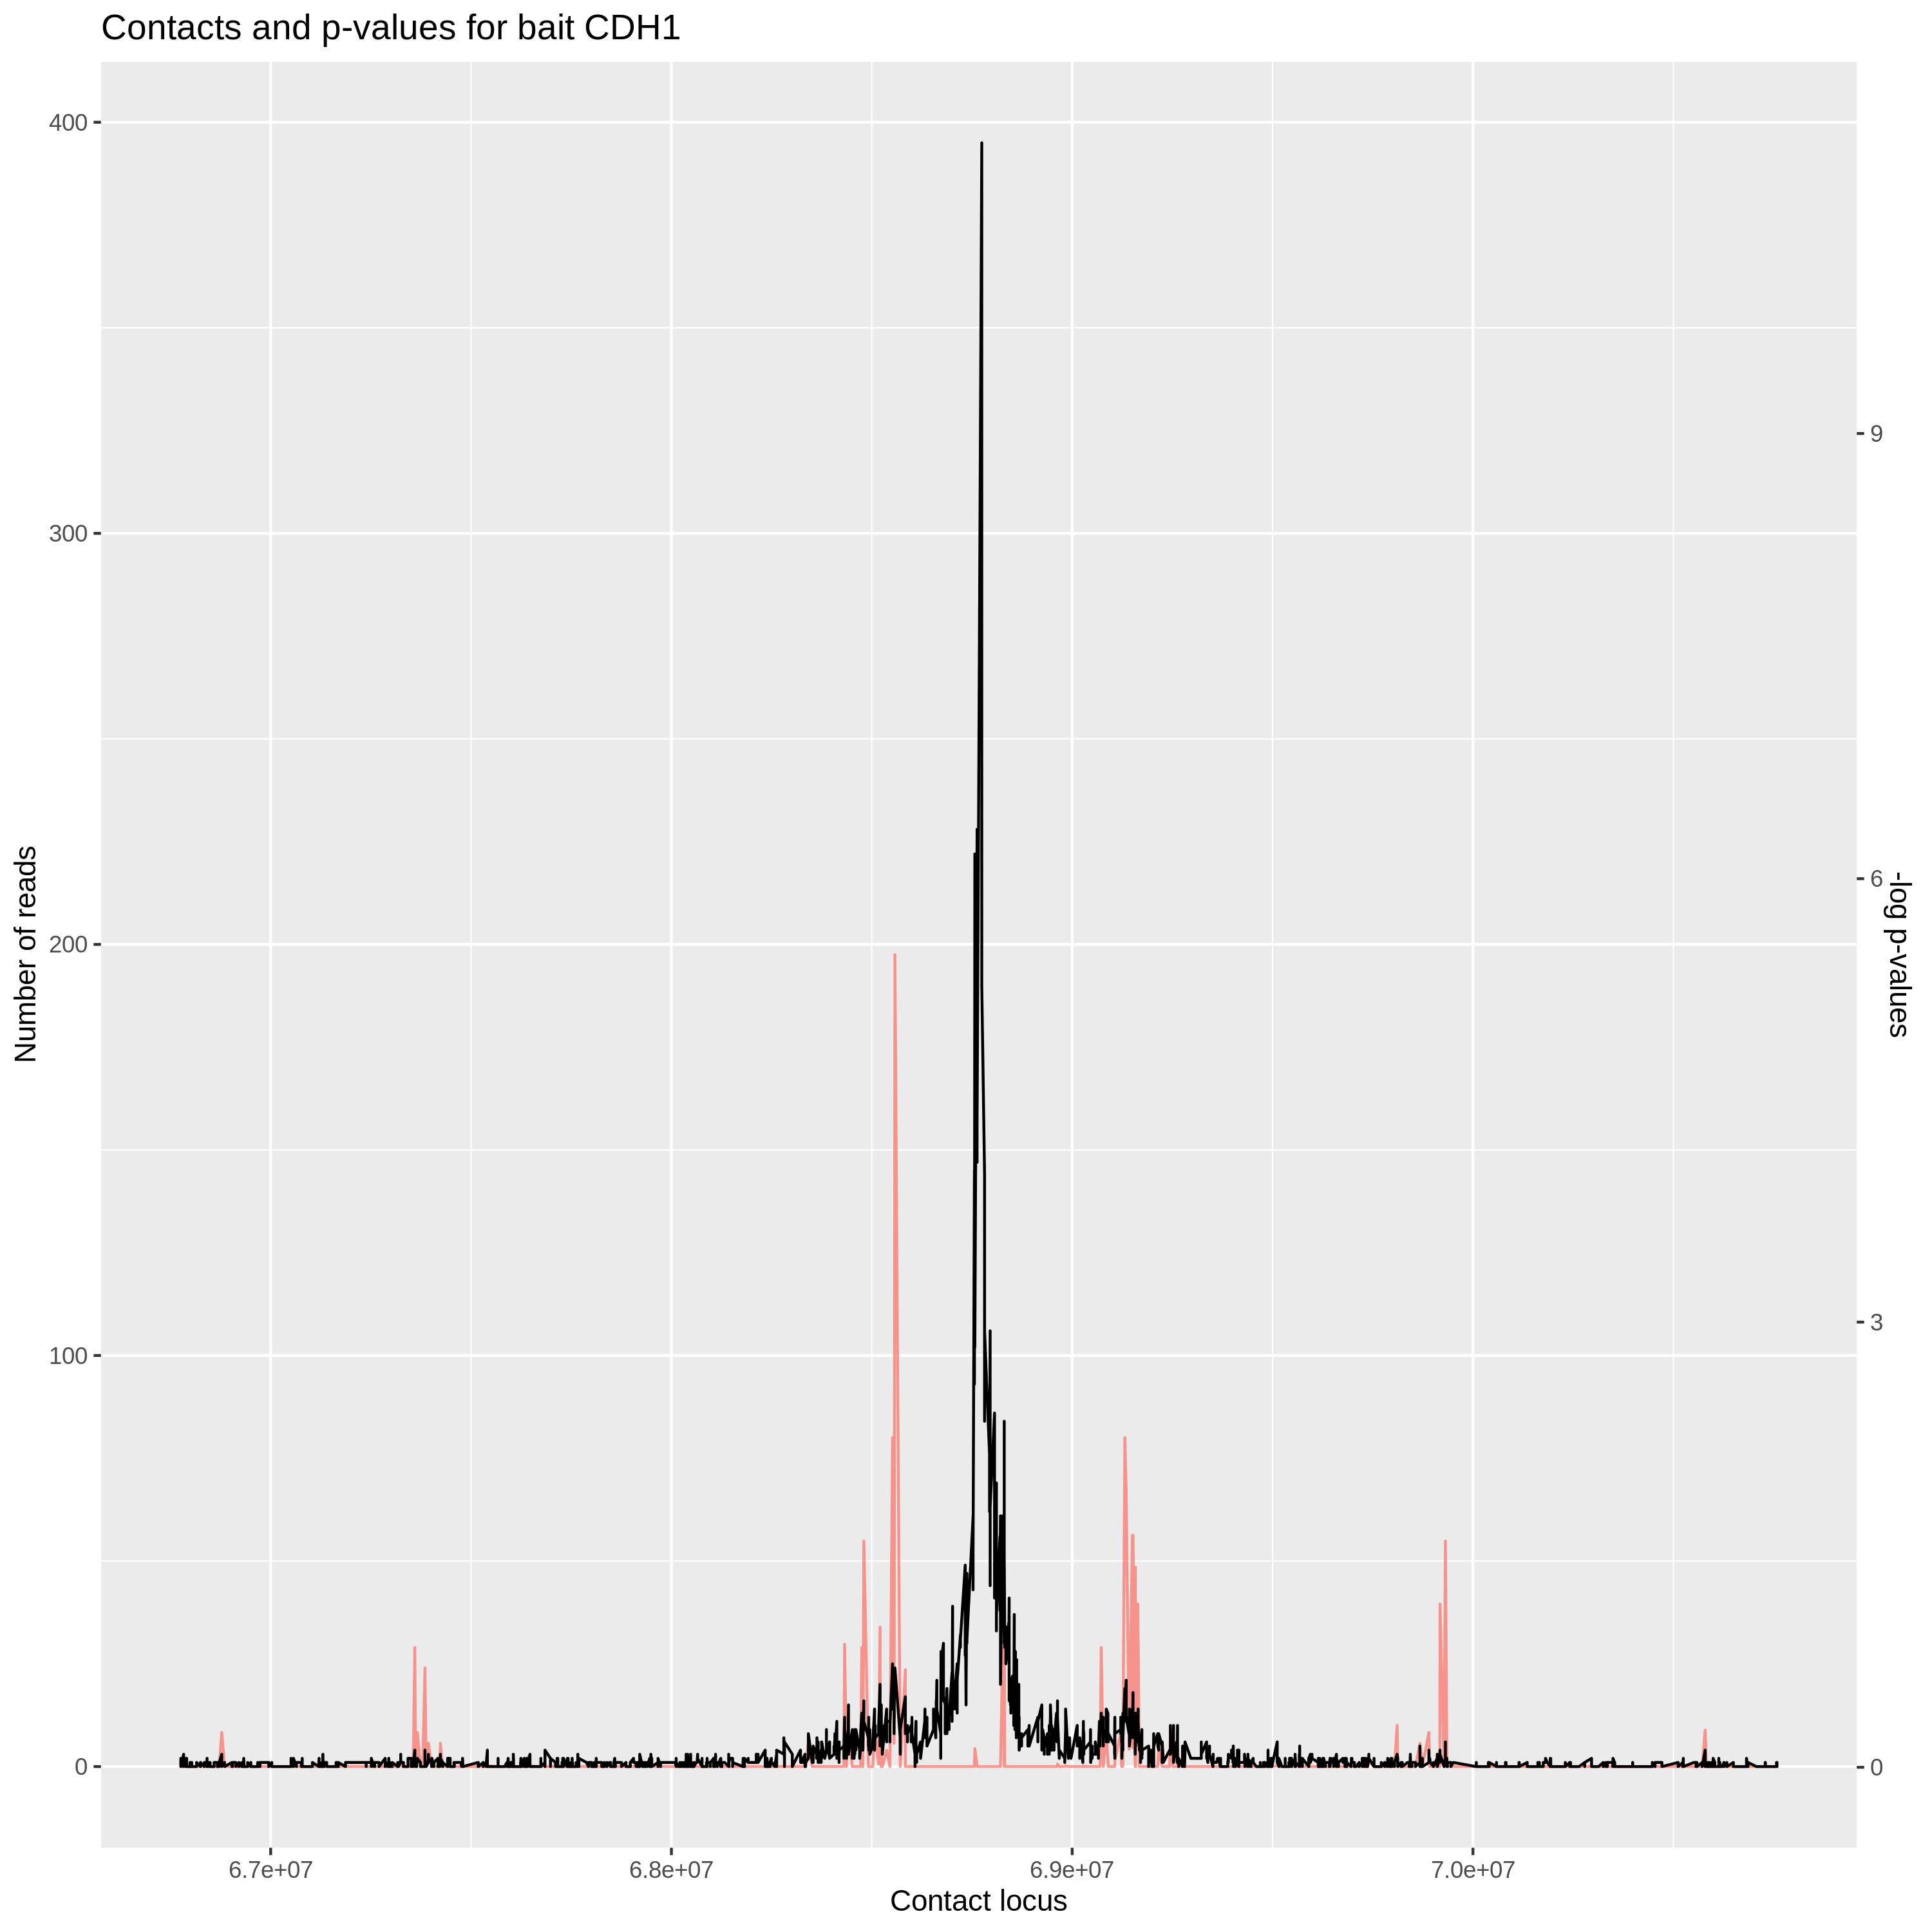 Contacts and p-values for bait CDH1
400
300
200
100
0
Number of reads
9
6
3
0
-log p-values
6.7e+07 6.8e+07 6.9e+07 7.0e+07
Contact locus